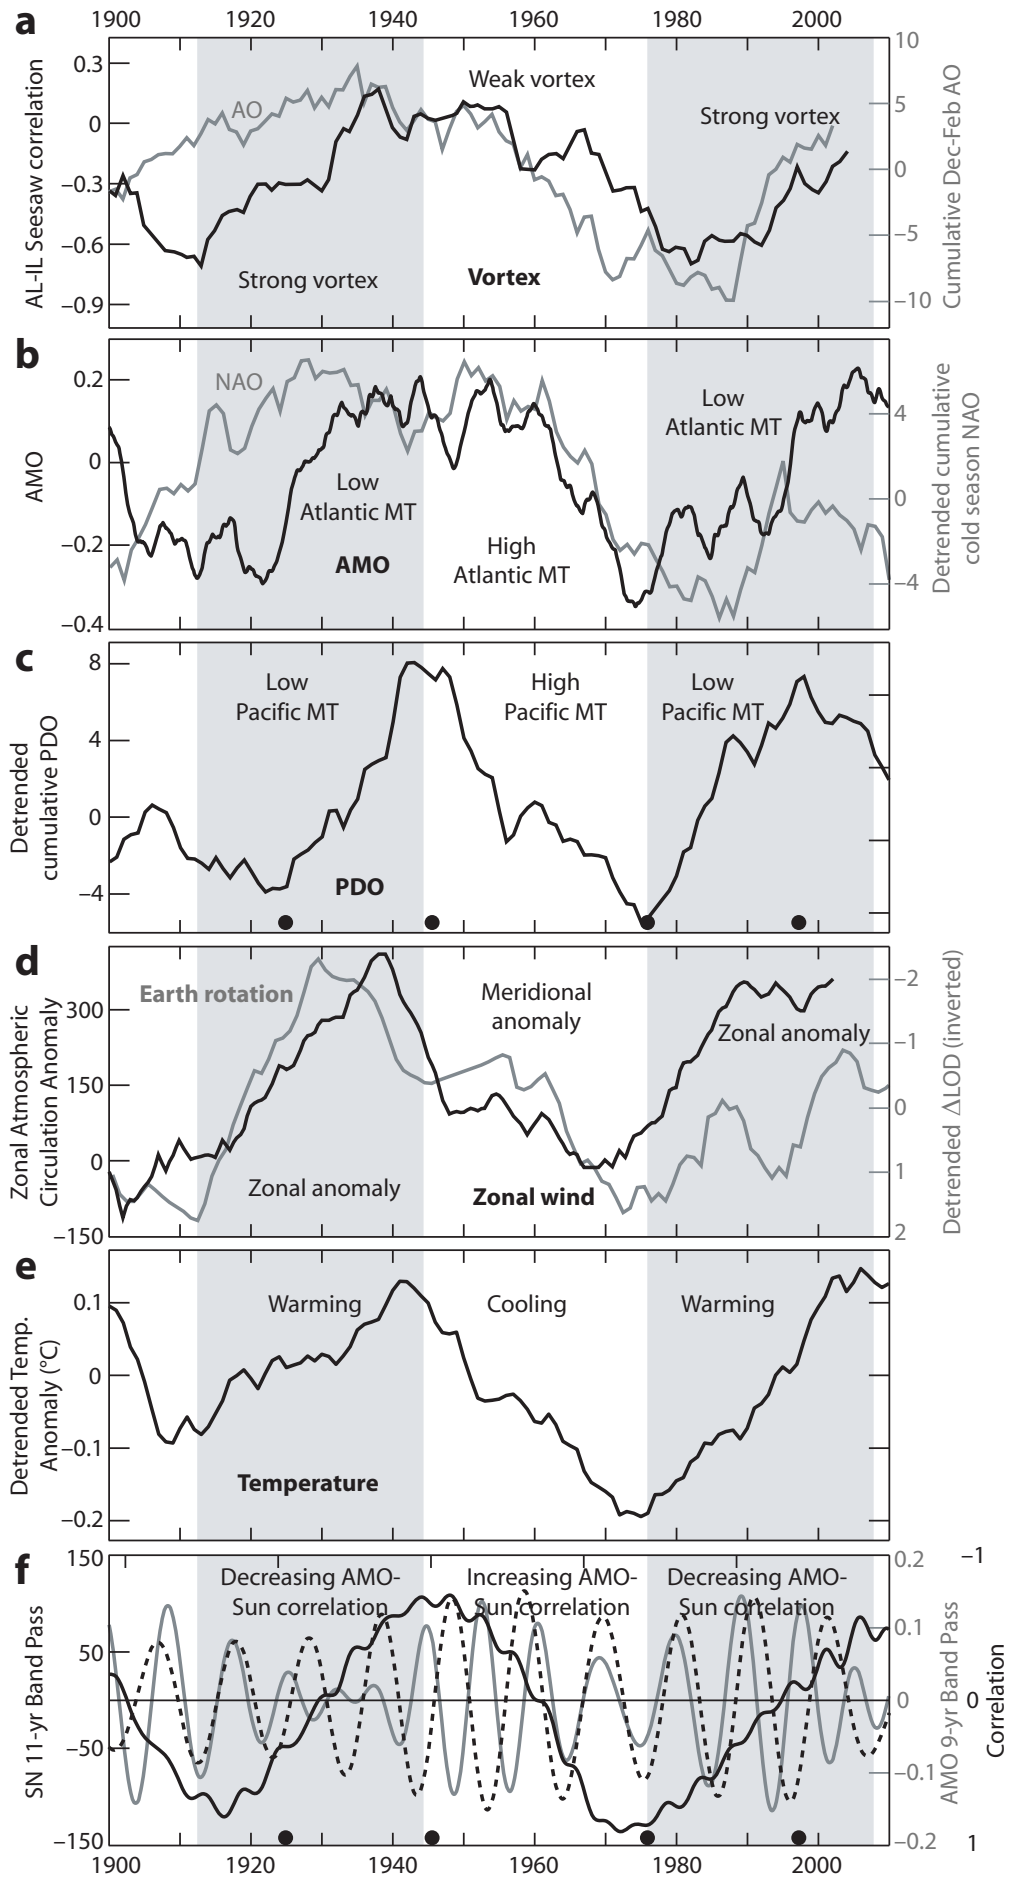 1900 1920 1940 1960 1980 2000
a
AL-IL Seesaw correlation
0.3
0
–0.3
–0.6
–0.9
AO
Weak vortex
Strong vortex
Strong vortex
Vortex
10
5
0
–5
–10
Cumulative Dec-Feb AO
b
AMO
0.2
0
–0.2
–0.4
NAO
Low
Atlantic MT
AMO
High
Atlantic MT
Low
Atlantic MT
4
0
–4
Detrended cumulative
cold season NAO
c
Detrended
cumulative PDO
8
4
0
–4
Low
Pacific MT
High
Pacific MT
Low
Pacific MT
PDO
d
Zonal Atmospheric
Circulation Anomaly
300
150
0
–150
Earth rotation
Meridional
anomaly
Zonal anomaly
Zonal anomaly
Zonal wind
-2
–1
0
1
2
Detrended ΔLOD (inverted)
e
Detrended Temp.
Anomaly (°C)
0.1
0
–0.1
–0.2
Warming
Cooling
Warming
Temperature
f
SN 11-yr Band Pass
150
50
–50
–150
Decreasing AMO-
Sun correlation
Increasing AMO-
Sun correlation
Decreasing AMO-
Sun correlation
0.2
0.1
0
–0.1
–0.2
AMO 9-yr Band Pass
–1
0
1
Correlation
1900 1920 1940 1960 1980 2000